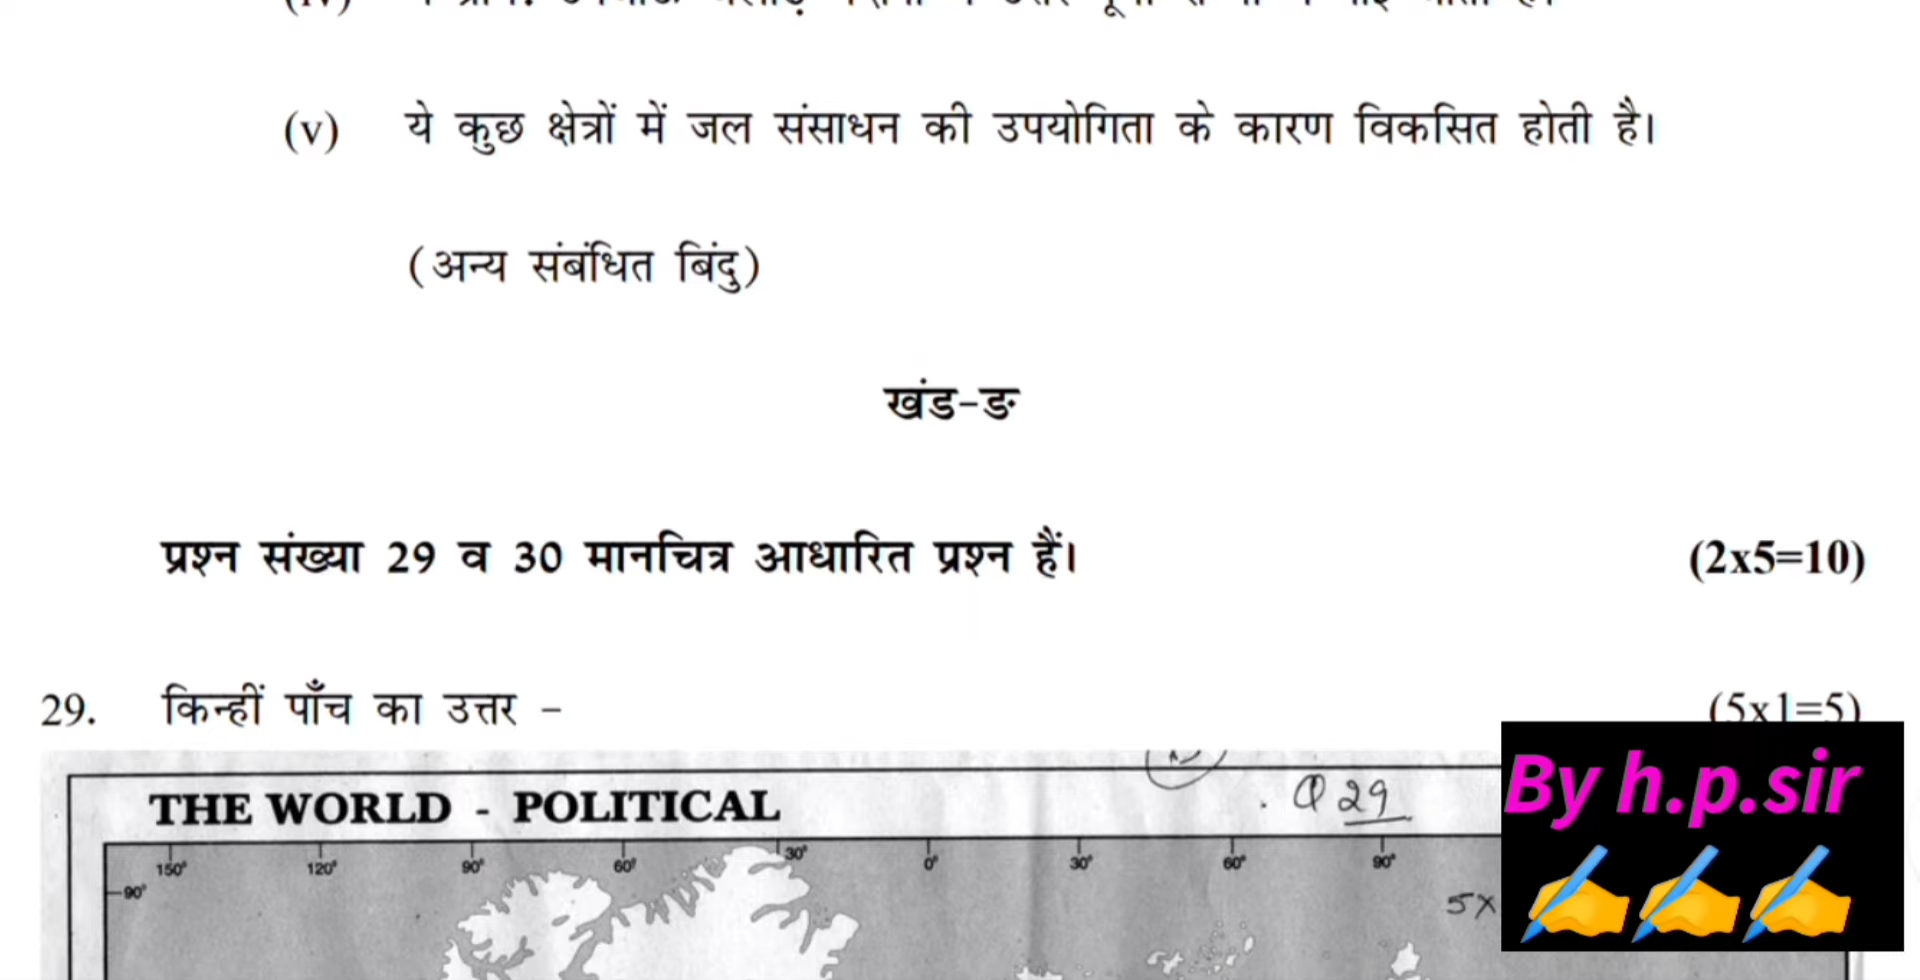 (v) ये कुछ क्षेत्रों में जल संसाधन की उपयोगिता के कारण विकसित होती है।
(अन्य संबंधित बिंदु)
खंड-ङ
प्रश्न संख्या 29 व 30 मानचित्र आधारित प्रश्न हैं। (2x5=10)
29. किन्हीं पाँच का उत्तर – (5x1=5)
THE WORLD - POLITICAL
Q 29
By h.p.sir
150° 120° 90° 60° 30° 0° 30° 60° 90°
90°
5x